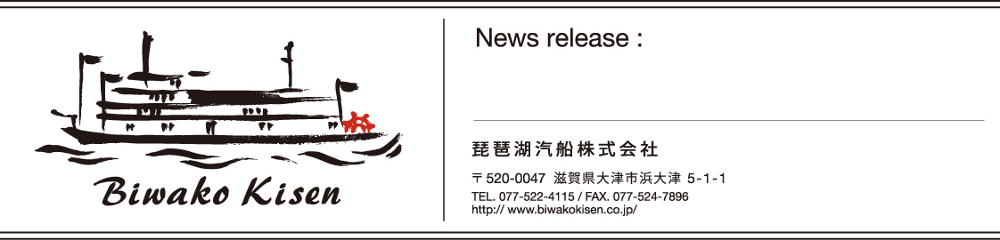 Biwako Kisen
News release :
琵琶湖汽船株式会社
〒520-0047 滋賀県大津市浜大津 5-1-1
TEL. 077-522-4115 / FAX. 077-524-7896
http:// www.biwakokisen.co.jp/